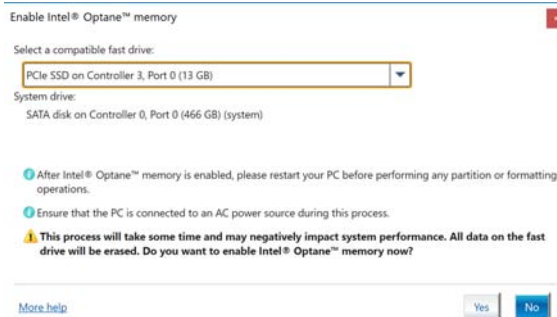 Enable Intel® Optane™ memory
Select a compatible fast drive:
PCIe SSD on Controller 3, Port 0 (13 GB)
System drive:
SATA disk on Controller 0, Port 0 (466 GB) (system)
After Intel® Optane™ memory is enabled, please restart your PC before performing any partition or formatting
operations.
Ensure that the PC is connected to an AC power source during this process.
This process will take some time and may negatively impact system performance. All data on the fast
drive will be erased. Do you want to enable Intel® Optane™ memory now?
More help
Yes
No